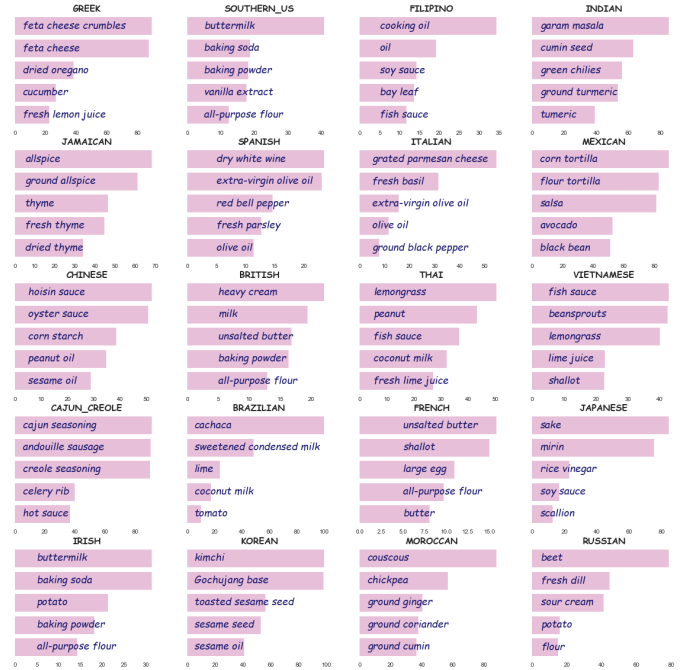 GREEK
feta cheese crumbles
feta cheese
dried oregano
cucumber
fresh lemon juice
0 20 40 60 80
SOUTHERN_US
buttermilk
baking soda
baking powder
vanilla extract
all-purpose flour
0 10 20 30 40
FILIPINO
cooking oil
oil
soy sauce
bay leaf
fish sauce
0 5 10 15 20 25 30 35
INDIAN
garam masala
cumin seed
green chilies
ground turmeric
tumeric
0 20 40 60 80
JAMAICAN
allspice
ground allspice
thyme
fresh thyme
dried thyme
0 10 20 30 40 50 60 70
SPANISH
dry white wine
extra-virgin olive oil
red bell pepper
fresh parsley
olive oil
0 5 10 15 20
ITALIAN
grated parmesan cheese
fresh basil
extra-virgin olive oil
olive oil
ground black pepper
0 10 20 30 40 50
MEXICAN
corn tortilla
flour tortilla
salsa
avocado
black bean
0 20 40 60 80
CHINESE
hoisin sauce
oyster sauce
corn starch
peanut oil
sesame oil
0 10 20 30 40 50
BRITISH
heavy cream
milk
unsalted butter
baking powder
all-purpose flour
0 5 10 15 20
THAI
lemongrass
peanut
fish sauce
coconut milk
fresh lime juice
0 10 20 30 40 50
VIETNAMESE
fish sauce
beansprouts
lemongrass
lime juice
shallot
0 10 20 30 40
CAJUN_CREOLE
cajun seasoning
andouille sausage
creole seasoning
celery rib
hot sauce
0 20 40 60 80
BRAZILIAN
cachaca
sweetened condensed milk
lime
coconut milk
tomato
0 20 40 60 80 100
FRENCH
unsalted butter
shallot
large egg
all-purpose flour
butter
0.0 2.5 5.0 7.5 10.0 12.5 15.0
JAPANESE
sake
mirin
rice vinegar
soy sauce
scallion
0 20 40 60 80
IRISH
buttermilk
baking soda
potato
baking powder
all-purpose flour
0 5 10 15 20 25 30
KOREAN
kimchi
Gochujang base
toasted sesame seed
sesame seed
sesame oil
0 20 40 60 80 100
MOROCCAN
couscous
chickpea
ground ginger
ground coriander
ground cumin
0 20 40 60 80
RUSSIAN
beet
fresh dill
sour cream
potato
flour
0 20 40 60 80